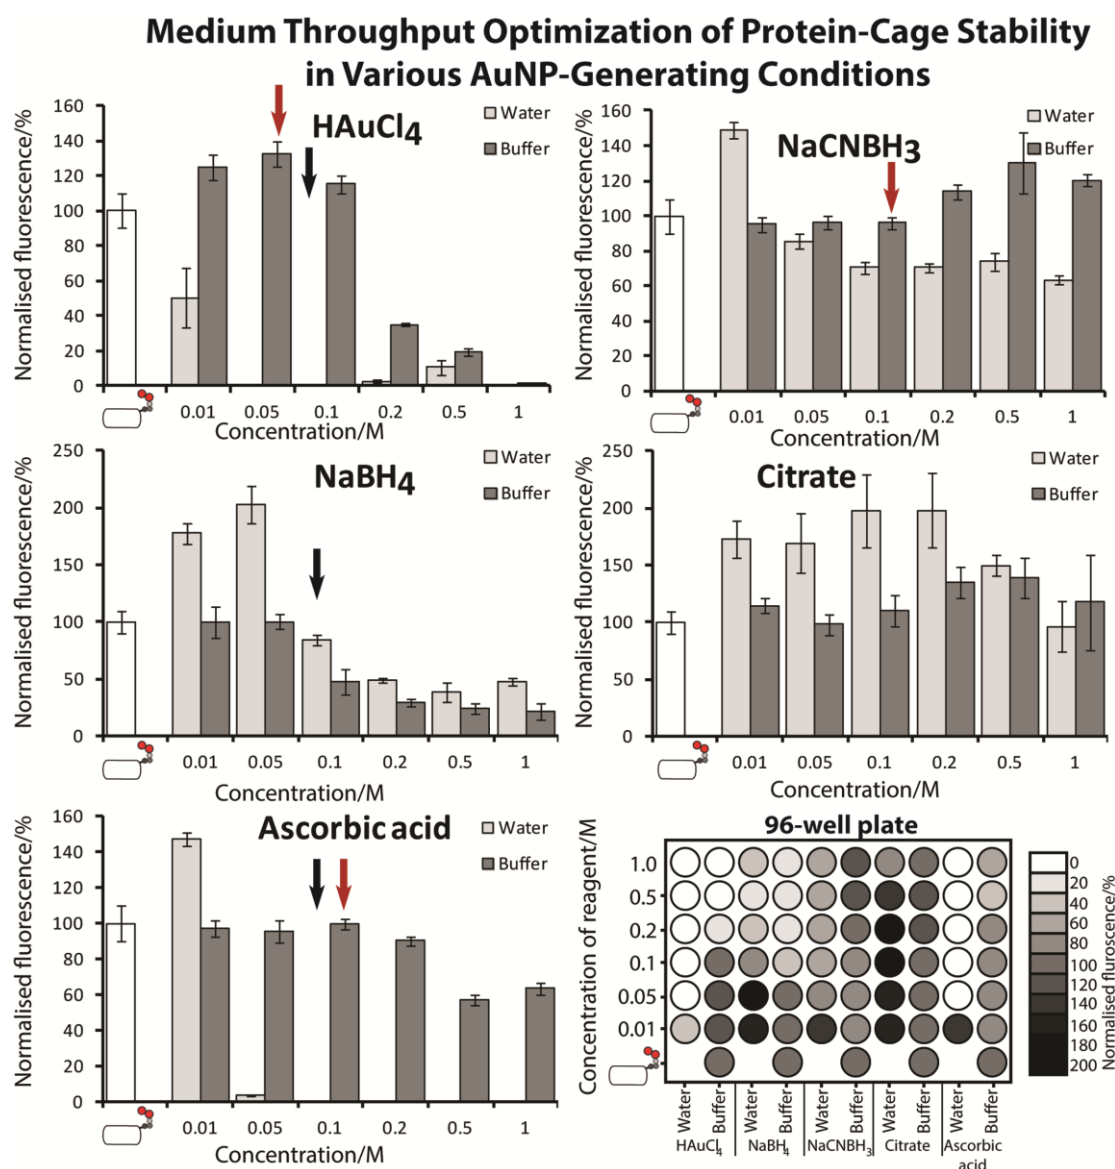 Medium Throughput Optimization of Protein-Cage Stability
in Various AuNP-Generating Conditions
HAuCl4
Water
Buffer
Normalised fluorescence/%
160
140
120
100
80
60
40
20
0
0.01 0.05 0.1 0.2 0.5 1
Concentration/M
NaCNBH3
Water
Buffer
Normalised fluorescence/%
160
140
120
100
80
60
40
20
0
0.01 0.05 0.1 0.2 0.5 1
Concentration/M
NaBH4
Water
Buffer
Normalised fluorescence/%
250
200
150
100
50
0
0.01 0.05 0.1 0.2 0.5 1
Concentration/M
Citrate
Water
Buffer
Normalised fluorescence/%
250
200
150
100
50
0
0.01 0.05 0.1 0.2 0.5 1
Concentration/M
Ascorbic acid
Water
Buffer
Normalised fluorescence/%
160
140
120
100
80
60
40
20
0
0.01 0.05 0.1 0.2 0.5 1
Concentration/M
96-well plate
Concentration of reagent/M
1.0
0.5
0.2
0.1
0.05
0.01
Water Buffer Water Buffer Water Buffer Water Buffer Water Buffer
HAuCl4 NaBH4 NaCNBH3 Citrate Ascorbic
acid
0
20
40
60
80
100
120
140
160
180
200
Normalised fluroscence/%